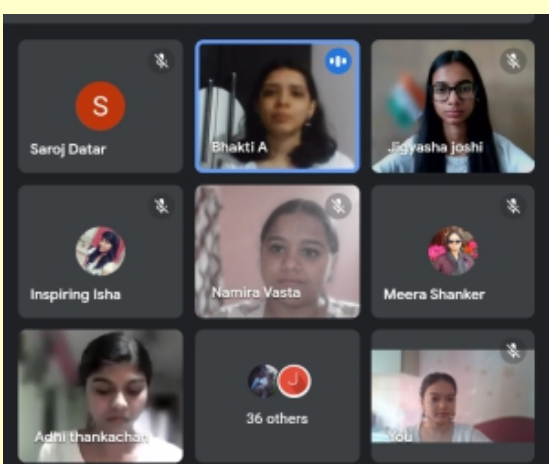 S
Saroj Datar
Bhakti A
Jigyasha joshi
Inspiring Isha
Namira Vasta
Meera Shanker
Adhi thankachan
J
36 others
You